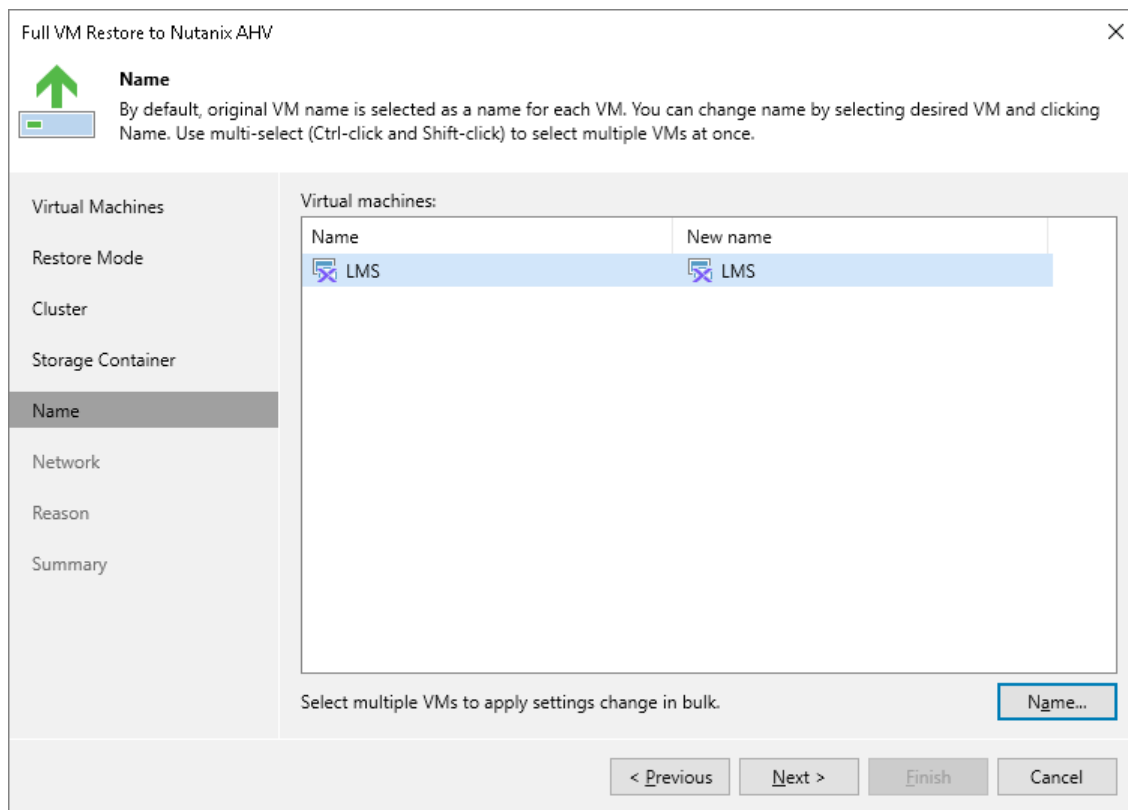 Full VM Restore to Nutanix AHV
Name
By default, original VM name is selected as a name for each VM. You can change name by selecting desired VM and clicking
Name. Use multi-select (Ctrl-click and Shift-click) to select multiple VMs at once.
Virtual Machines
Restore Mode
Cluster
Storage Container
Name
Network
Reason
Summary
Virtual machines:
Name New name
LMS LMS
Select multiple VMs to apply settings change in bulk.
Name...
< Previous Next > Finish Cancel